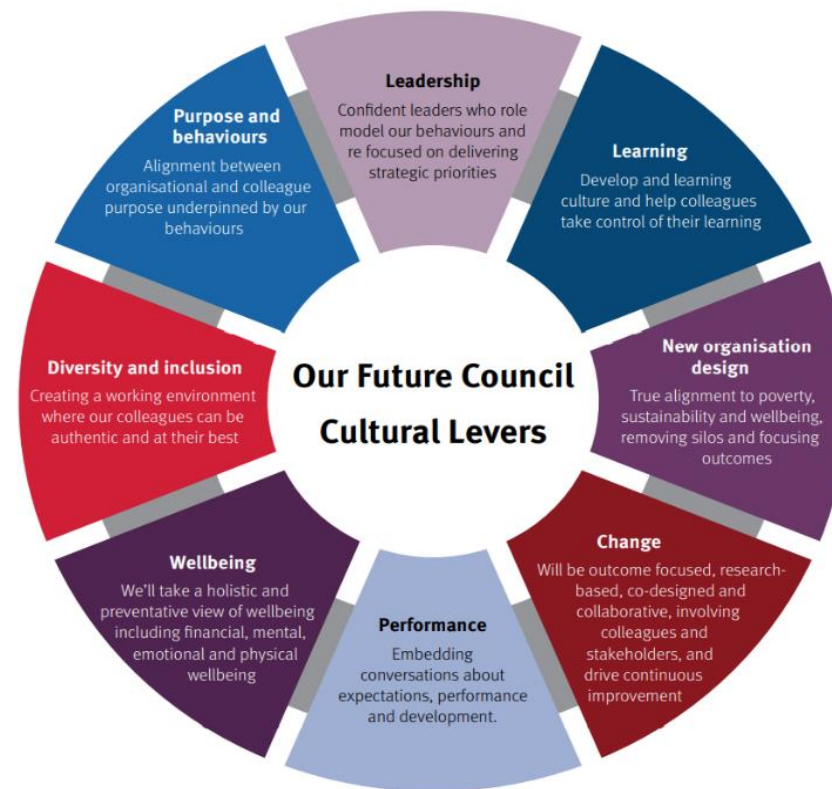 Leadership
Confident leaders who role
model our behaviours and
re focused on delivering
strategic priorities
Learning
Develop and learning
culture and help colleagues
take control of their learning
New organisation
design
True alignment to poverty,
sustainability and wellbeing,
removing silos and focusing
outcomes
Change
Will be outcome focused, research-
based, co-designed and
collaborative, involving
colleagues and
stakeholders, and
drive continuous
improvement
Performance
Embedding
conversations about
expectations, performance
and development.
Wellbeing
We'll take a holistic and
preventative view of wellbeing
including financial, mental,
emotional and physical
wellbeing
Diversity and inclusion
Creating a working environment
where our colleagues can be
authentic and at their best
Purpose and
behaviours
Alignment between
organisational and colleague
purpose underpinned by our
behaviours
Our Future Council
Cultural Levers